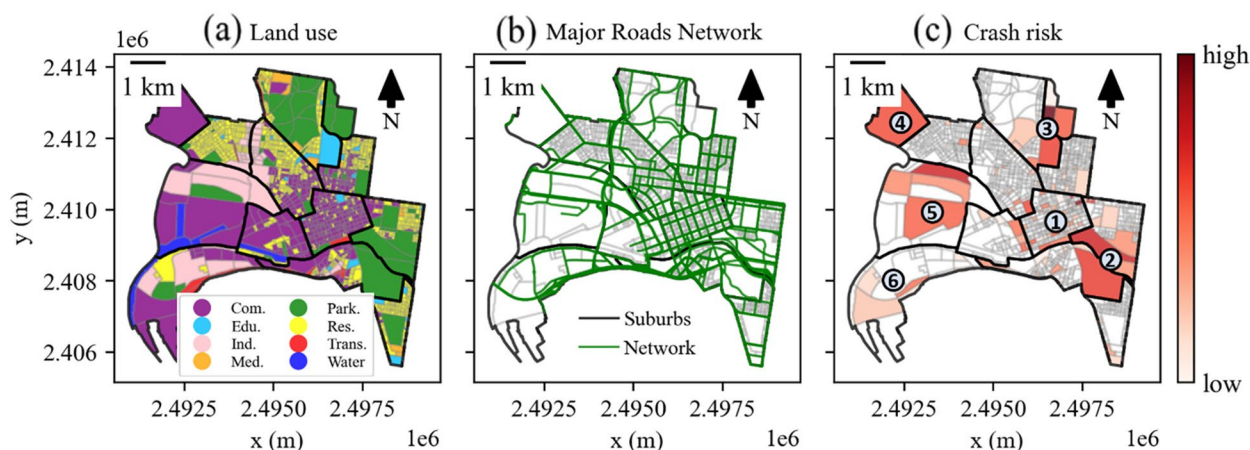 (a) Land use
(b) Major Roads Network
(c) Crash risk
1e6
2.414
2.412
2.410
2.408
2.406
y (m)
1 km
N
Com.
Park.
Edu.
Res.
Ind.
Trans.
Med.
Water
2.4925
2.4950
2.4975
x (m)
1e6
1 km
N
Suburbs
Network
2.4925
2.4950
2.4975
x (m)
1e6
1 km
N
4
3
5
1
2
6
2.4925
2.4950
2.4975
x (m)
1e6
high
low